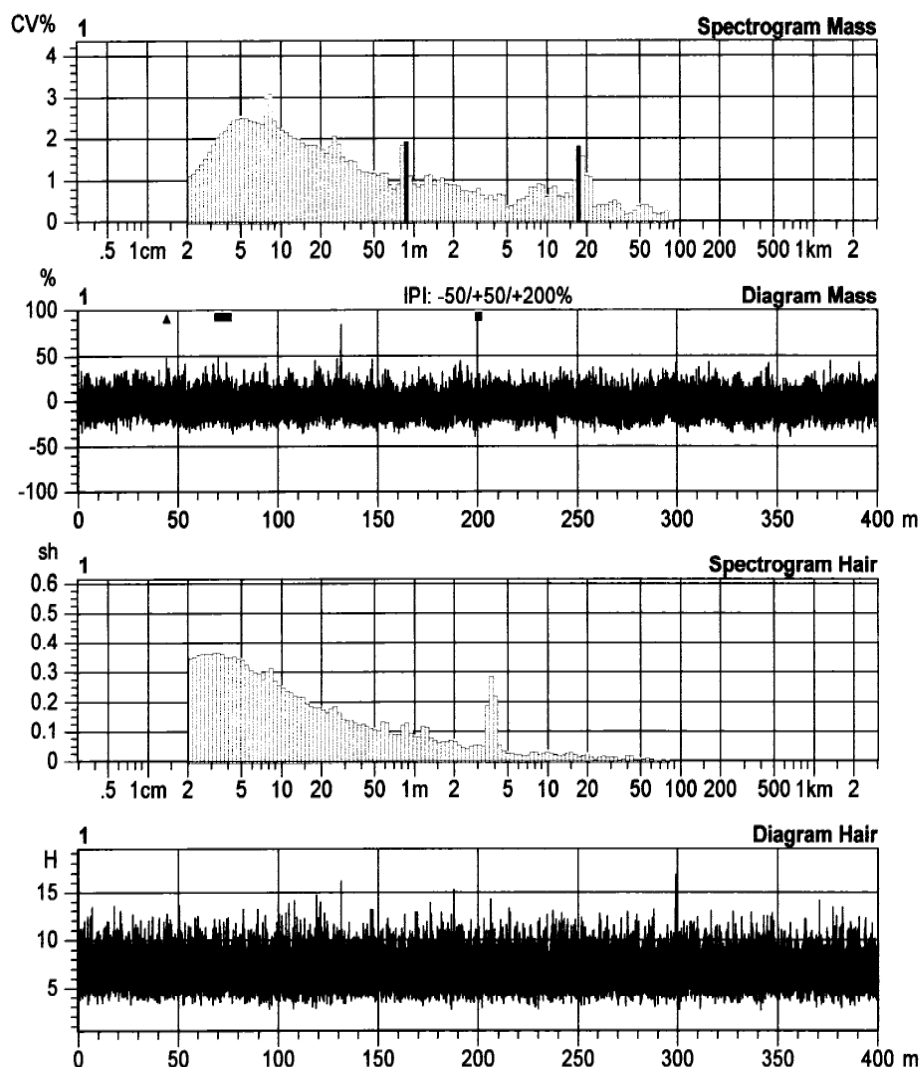 CV% 1 Spectrogram Mass
4
3
2
1
0
.5 1cm 2 5 10 20 50 1m 2 5 10 20 50 100 200 500 1km 2
% 1 IPI: -50/+50/+200% Diagram Mass
100
50
0
-50
-100
0 50 100 150 200 250 300 350 400 m
sh 1 Spectrogram Hair
0.6
0.5
0.4
0.3
0.2
0.1
0
.5 1cm 2 5 10 20 50 1m 2 5 10 20 50 100 200 500 1km 2
1 Diagram Hair
H
15
10
5
0 50 100 150 200 250 300 350 400 m